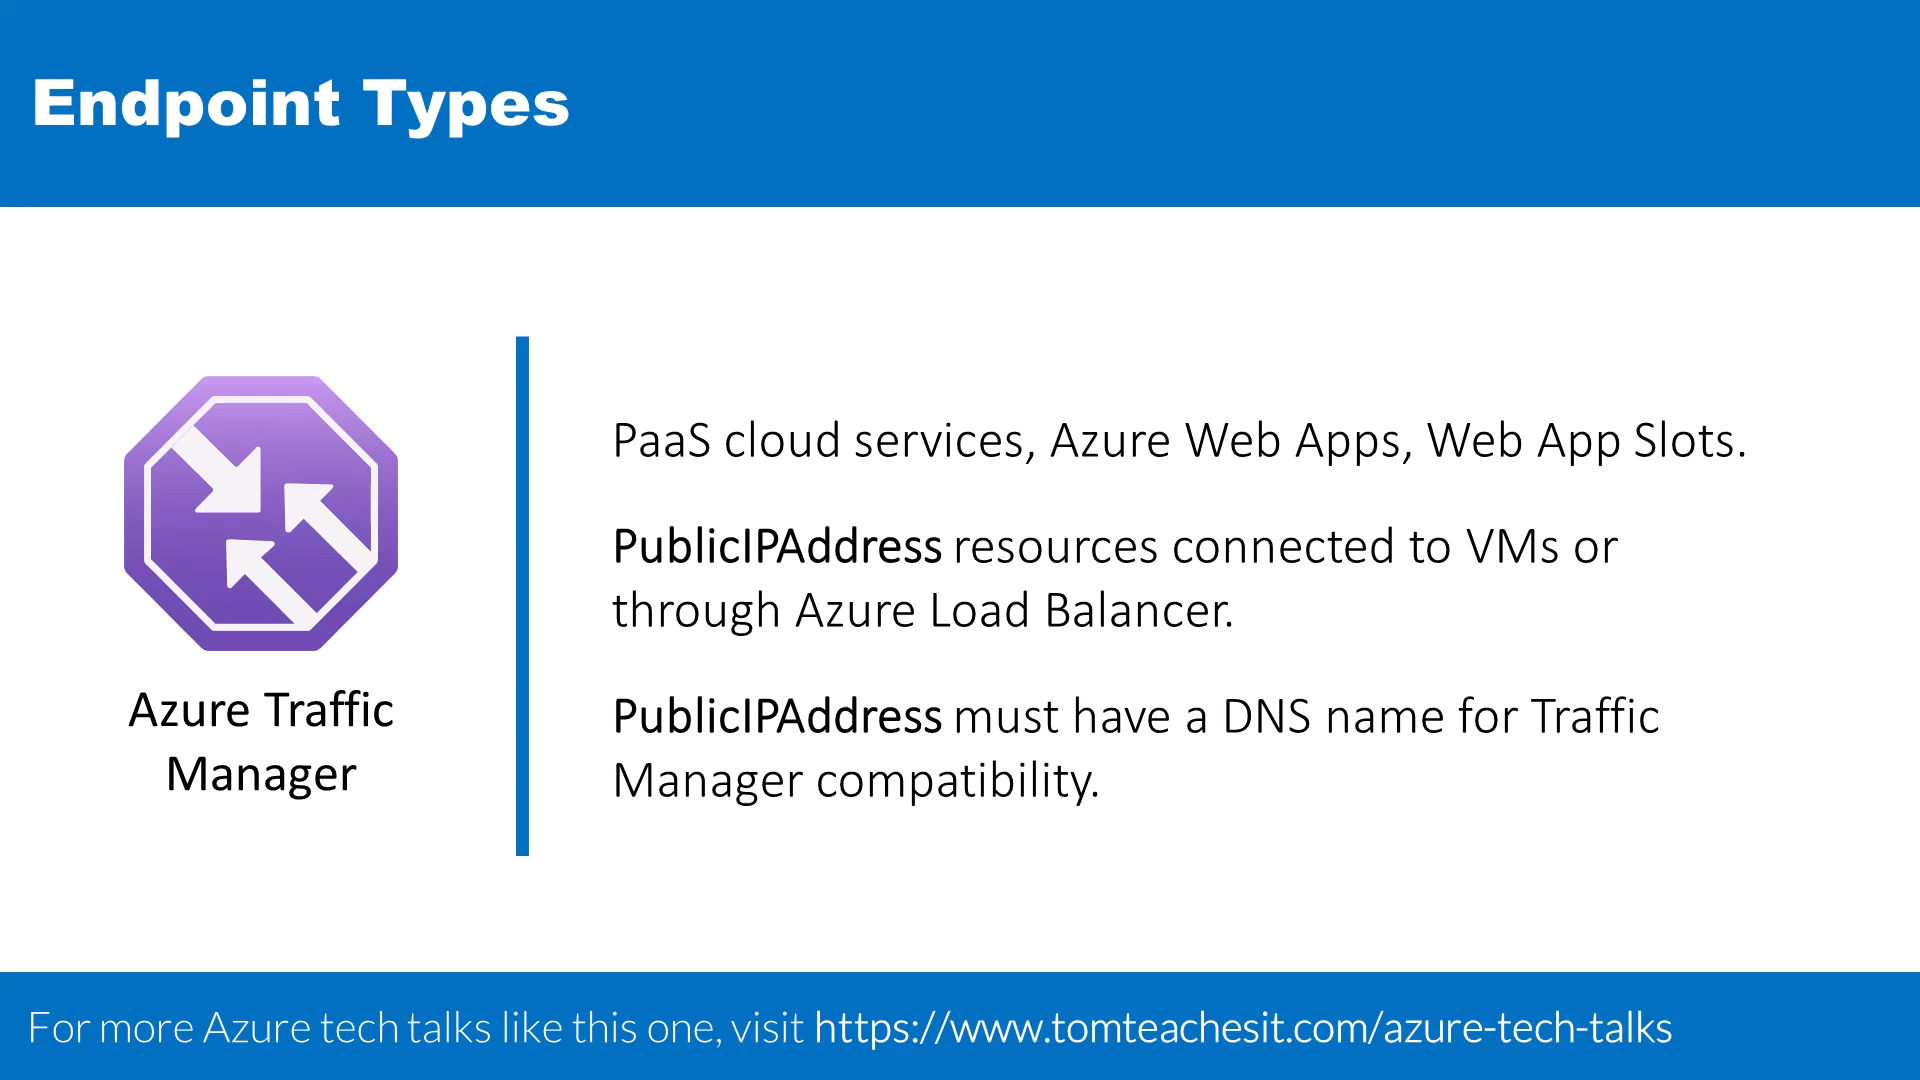 Endpoint Types
PaaS cloud services, Azure Web Apps, Web App Slots.
PublicIPAddress resources connected to VMs or
through Azure Load Balancer.
PublicIPAddress must have a DNS name for Traffic
Manager compatibility.
Azure Traffic
Manager
For more Azure tech talks like this one, visit https://www.tomteachesit.com/azure-tech-talks